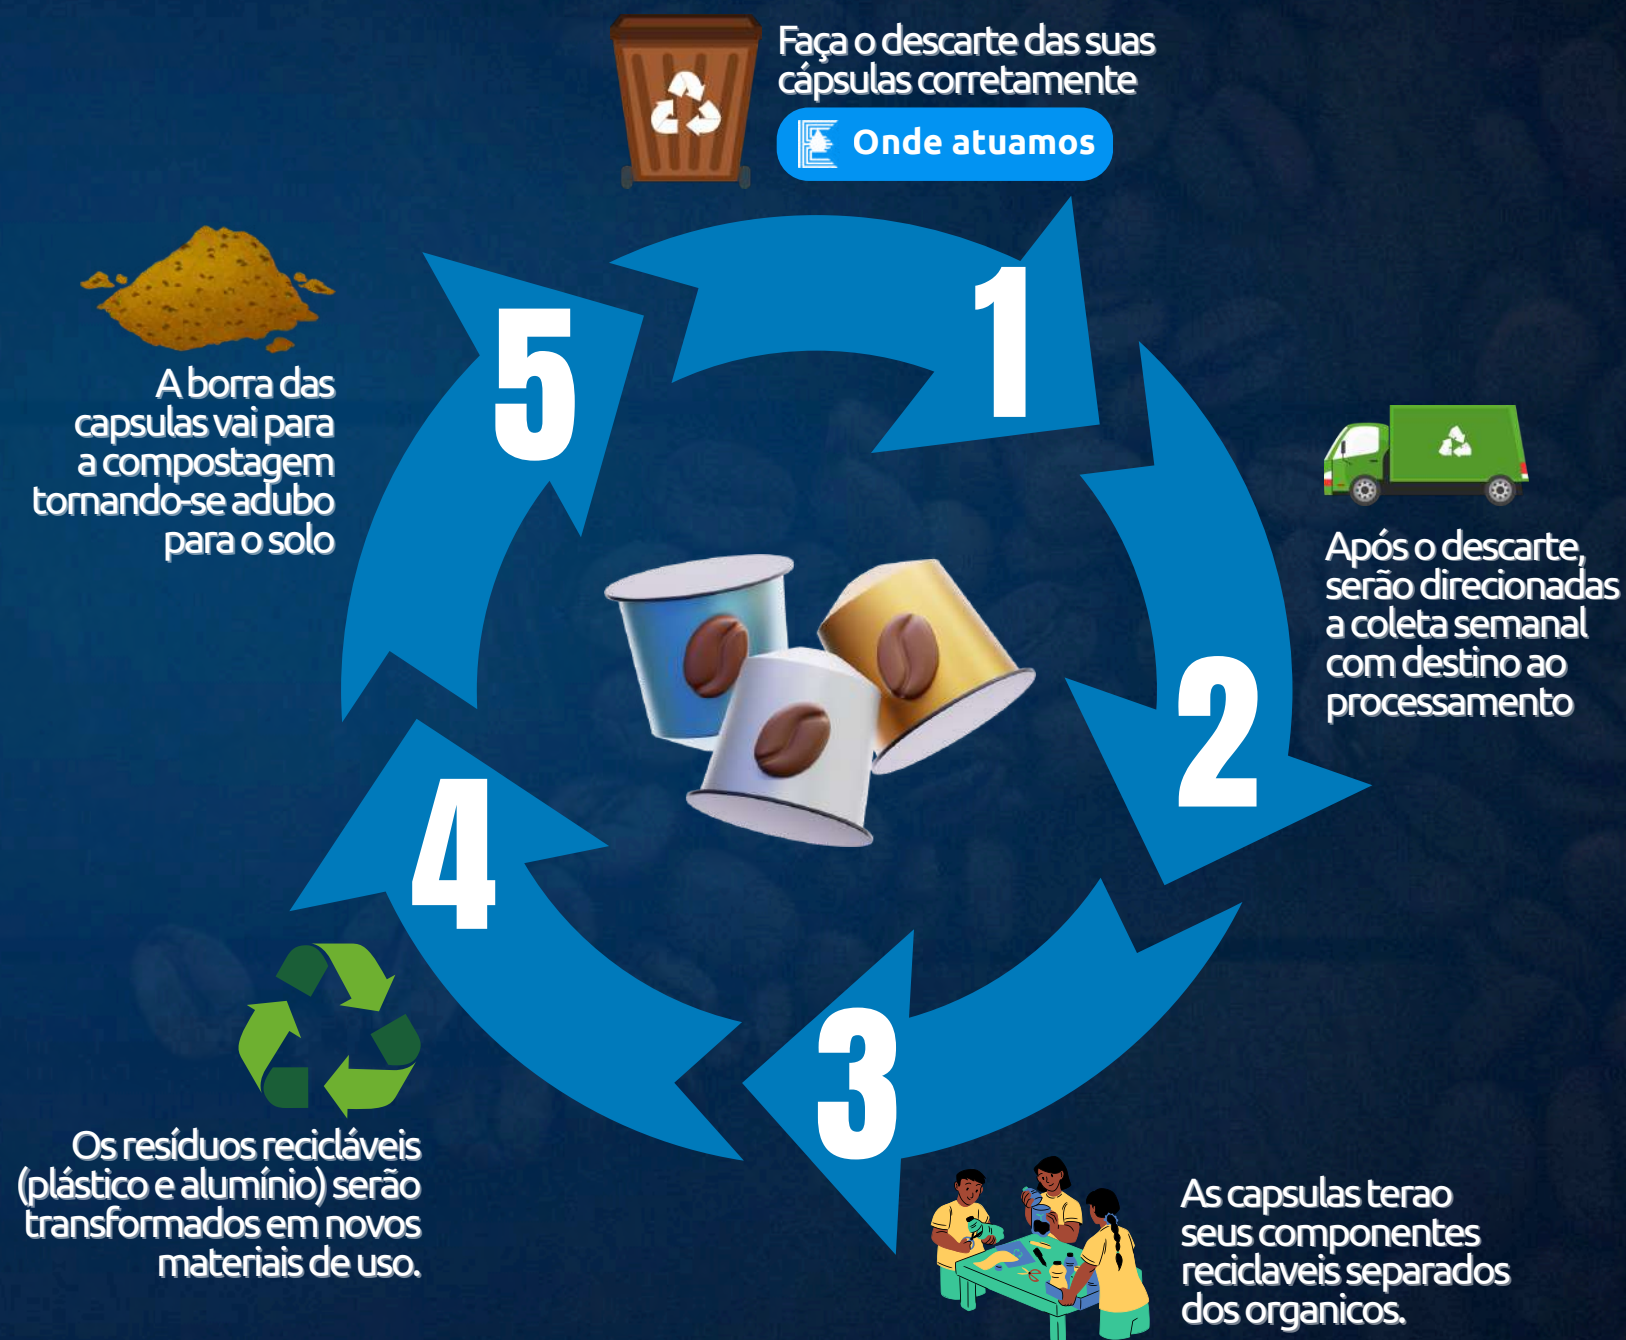 Faça o descarte das suas
cápsulas corretamente
Onde atuamos
1
2
Após o descarte,
serão direcionadas
a coleta semanal
com destino ao
processamento
3
As capsulas terao
seus componentes
reciclaveis separados
dos organicos.
4
Os resíduos recicláveis
(plástico e alumínio) serão
transformados em novos
materiais de uso.
5
A borra das
capsulas vai para
a compostagem
tornando-se adubo
para o solo